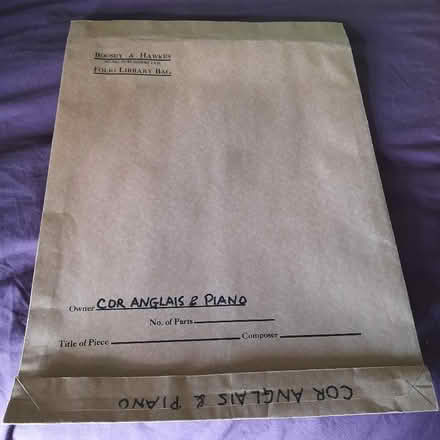 BOOSEY & HAWKES
FOLIO LIBRARY BAG
Owner COR ANGLAIS & PIANO
No. of Parts
Title of Piece Composer
COR ANGLAIS & PIANO